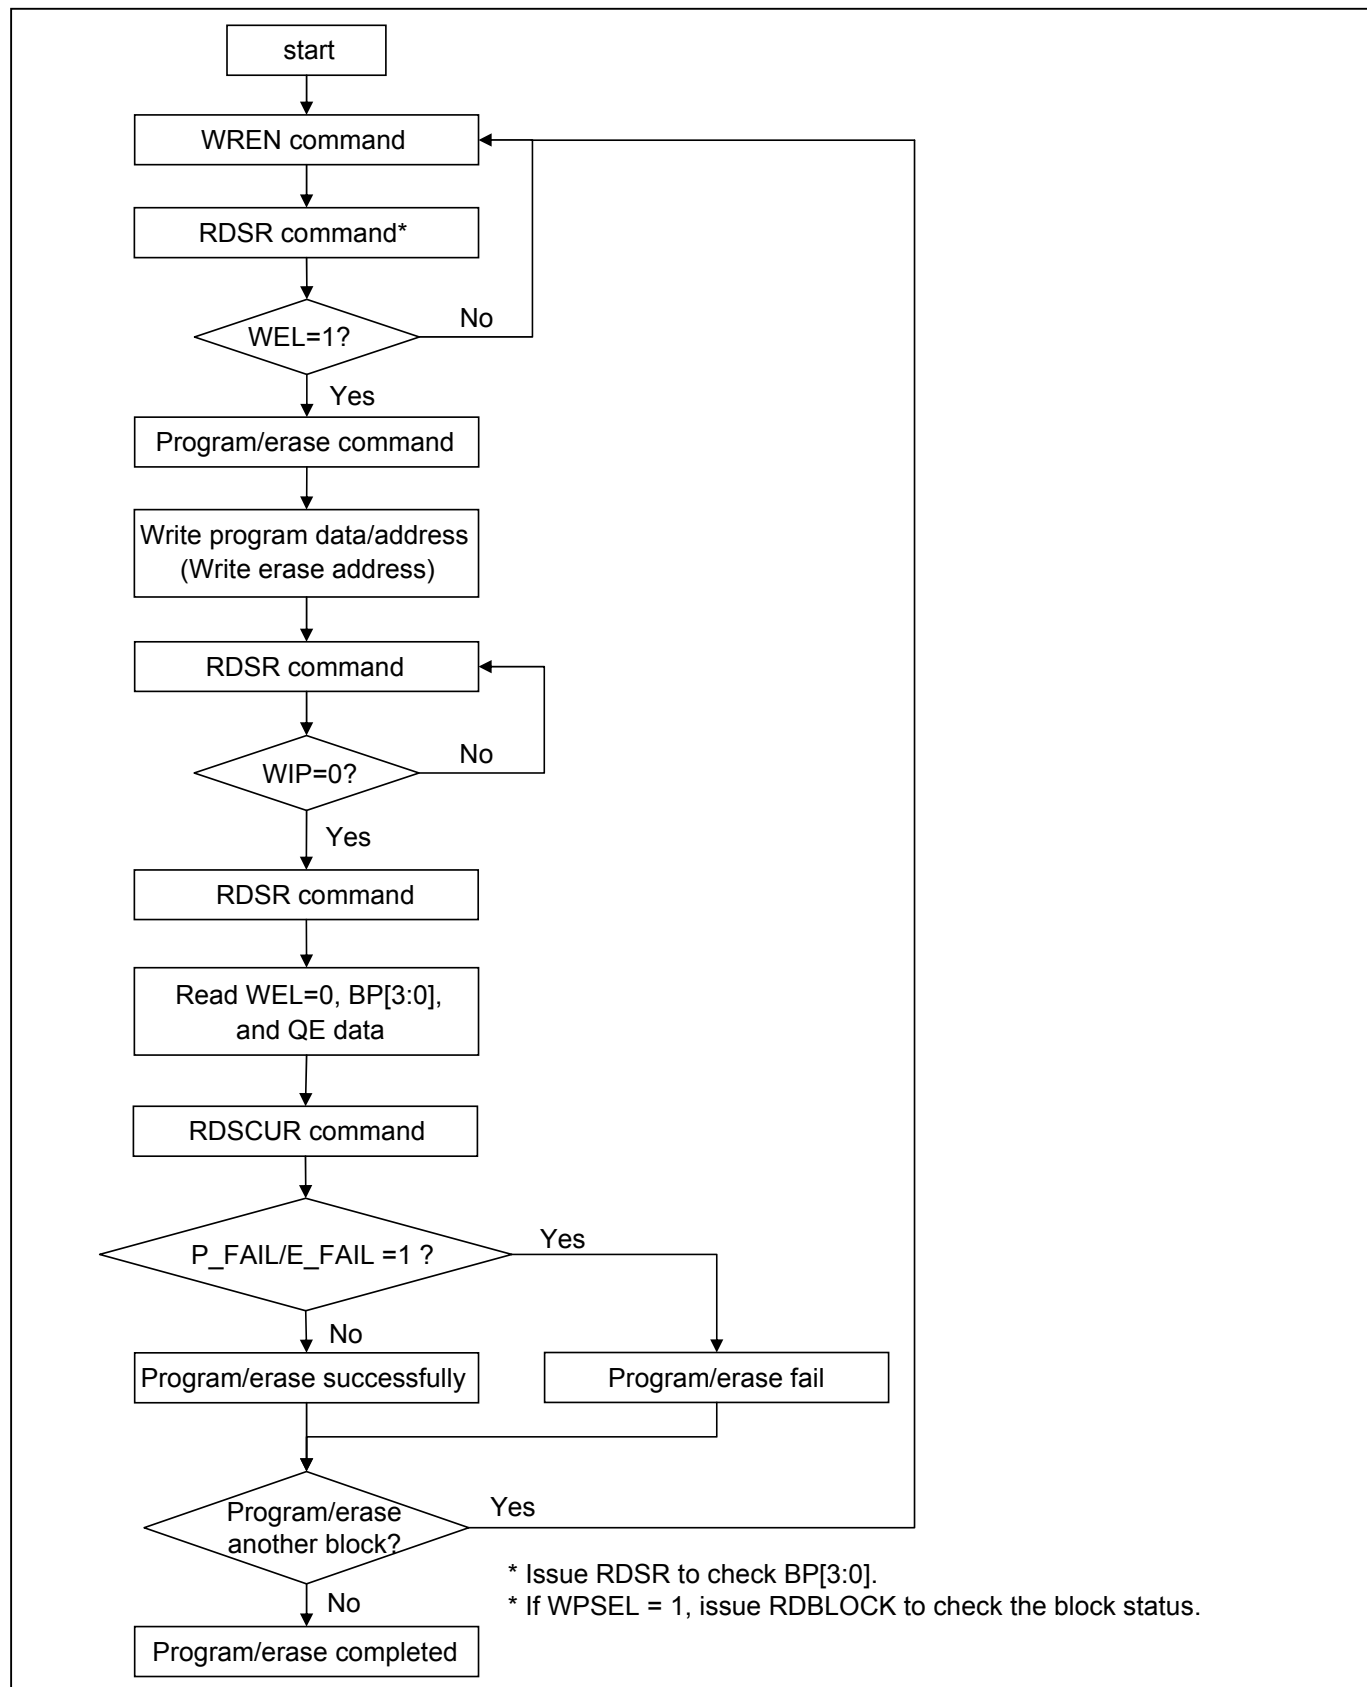 start
WREN command
RDSR command*
WEL=1?
No
Yes
Program/erase command
Write program data/address
(Write erase address)
RDSR command
WIP=0?
No
Yes
RDSR command
Read WEL=0, BP[3:0],
and QE data
RDSCUR command
P_FAIL/E_FAIL =1 ?
Yes
No
Program/erase successfully
Program/erase fail
Program/erase
another block?
Yes
* Issue RDSR to check BP[3:0].
* If WPSEL = 1, issue RDBLOCK to check the block status.
No
Program/erase completed